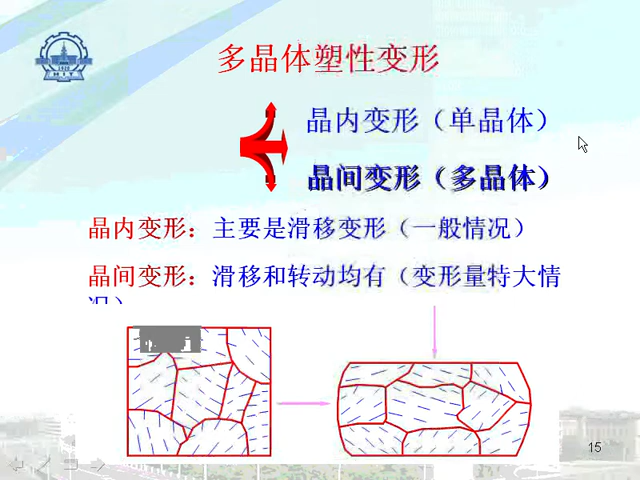 多晶体塑性变形
晶内变形（单晶体）
晶间变形（多晶体）
晶内变形：主要是滑移变形（一般情况）
晶间变形：滑移和转动均有（变形量特大情
况）
HIT
15